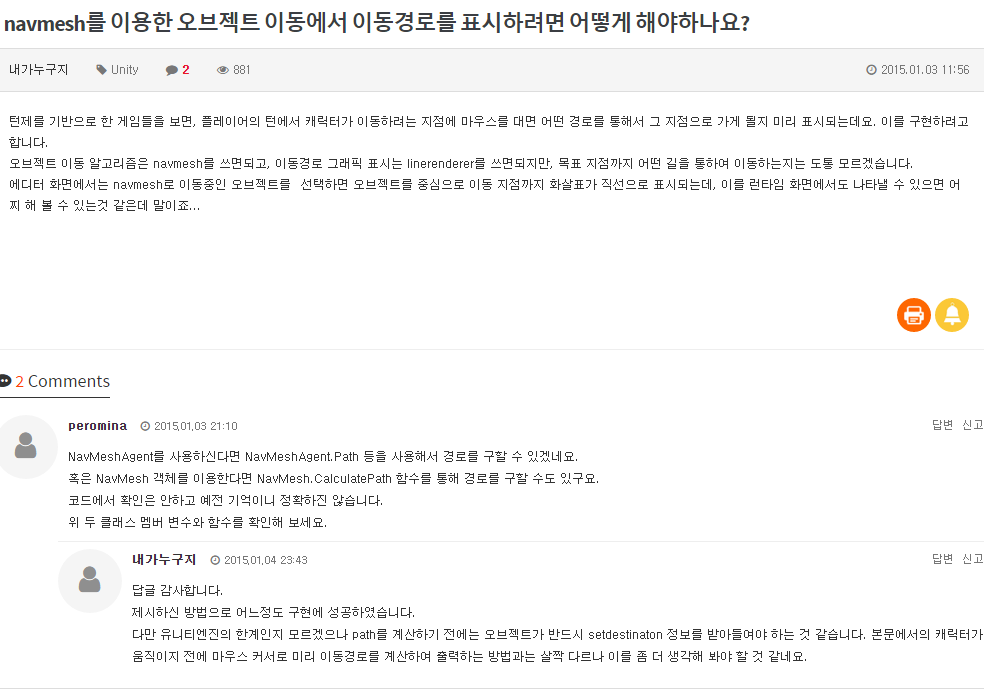 navmesh를 이용한 오브젝트 이동에서 이동경로를 표시하려면 어떻게 해야하나요?
내가누구지 Unity 2 881 2015.01.03 11:56
턴제를 기반으로 한 게임들을 보면, 플레이어의 턴에서 캐릭터가 이동하려는 지점에 마우스를 대면 어떤 경로를 통해서 그 지점으로 가게 될지 미리 표시되는데요. 이를 구현하려고
합니다.
오브젝트 이동 알고리즘은 navmesh를 쓰면되고, 이동경로 그래픽 표시는 linerenderer를 쓰면되지만, 목표 지점까지 어떤 길을 통하여 이동하는지는 도통 모르겠습니다.
에디터 화면에서는 navmesh로 이동중인 오브젝트를 선택하면 오브젝트를 중심으로 이동 지점까지 화살표가 직선으로 표시되는데, 이를 런타임 화면에서도 나타낼 수 있으면 어
찌 해 볼 수 있는것 같은데 말이죠...
2 Comments
peromina 2015.01.03 21:10 답변 신고
NavMeshAgent를 사용하신다면 NavMeshAgent.Path 등을 사용해서 경로를 구할 수 있겠네요.
혹은 NavMesh 객체를 이용한다면 NavMesh.CalculatePath 함수를 통해 경로를 구할 수도 있구요.
코드에서 확인은 안하고 예전 기억이니 정확하진 않습니다.
위 두 클래스 멤버 변수와 함수를 확인해 보세요.
내가누구지 2015.01.04 23:43 답변 신고
답글 감사합니다.
제시하신 방법으로 어느정도 구현에 성공하였습니다.
다만 유니티엔진의 한계인지 모르겠으나 path를 계산하기 전에는 오브젝트가 반드시 setdestinaton 정보를 받아들여야 하는 것 같습니다. 본문에서의 캐릭터가
움직이지 전에 마우스 커서로 미리 이동경로를 계산하여 출력하는 방법과는 살짝 다르나 이를 좀 더 생각해 봐야 할 것 같네요.